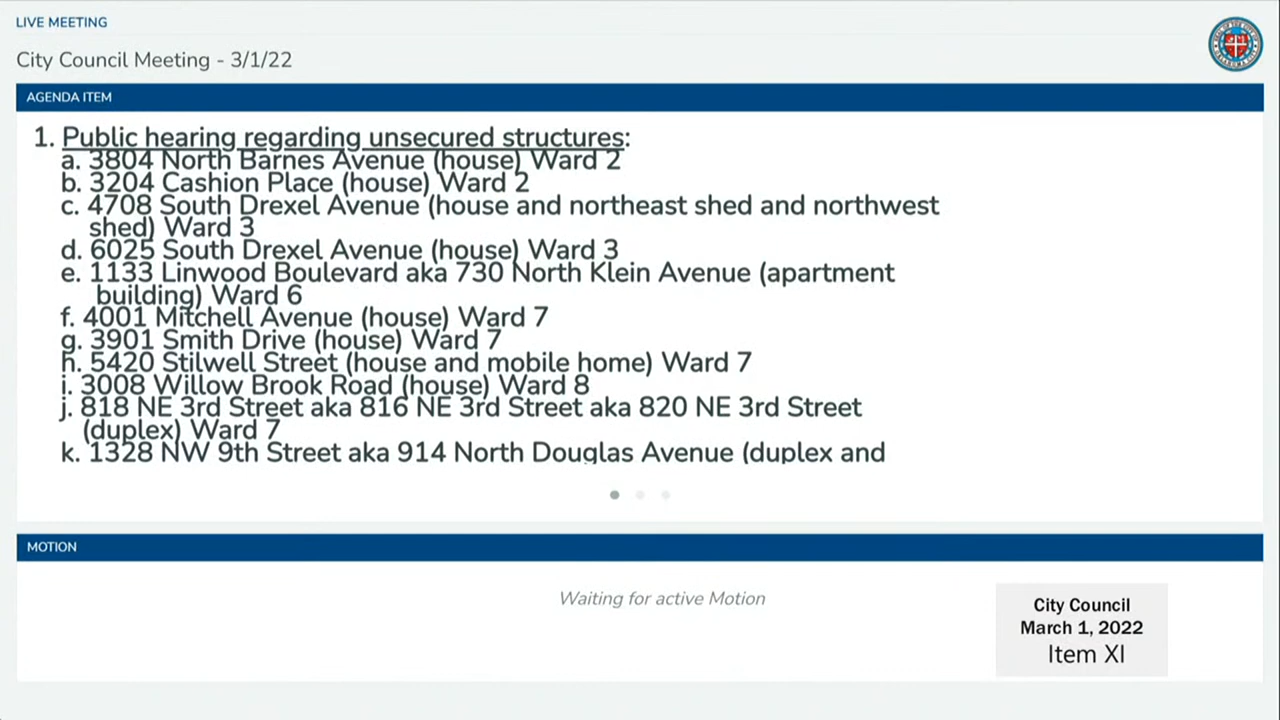 LIVE MEETING
City Council Meeting - 3/1/22
AGENDA ITEM
1. Public hearing regarding unsecured structures:
a. 3804 North Barnes Avenue (house) Ward 2
b. 3204 Cashion Place (house) Ward 2
c. 4708 South Drexel Avenue (house and northeast shed and northwest
shed) Ward 3
d. 6025 South Drexel Avenue (house) Ward 3
e. 1133 Linwood Boulevard aka 730 North Klein Avenue (apartment
building) Ward 6
f. 4001 Mitchell Avenue (house) Ward 7
g. 3901 Smith Drive (house) Ward 7
h. 5420 Stilwell Street (house and mobile home) Ward 7
i. 3008 Willow Brook Road (house) Ward 8
j. 818 NE 3rd Street aka 816 NE 3rd Street aka 820 NE 3rd Street
(duplex) Ward 7
k. 1328 NW 9th Street aka 914 North Douglas Avenue (duplex and
MOTION
Waiting for active Motion
City Council
March 1, 2022
Item XI